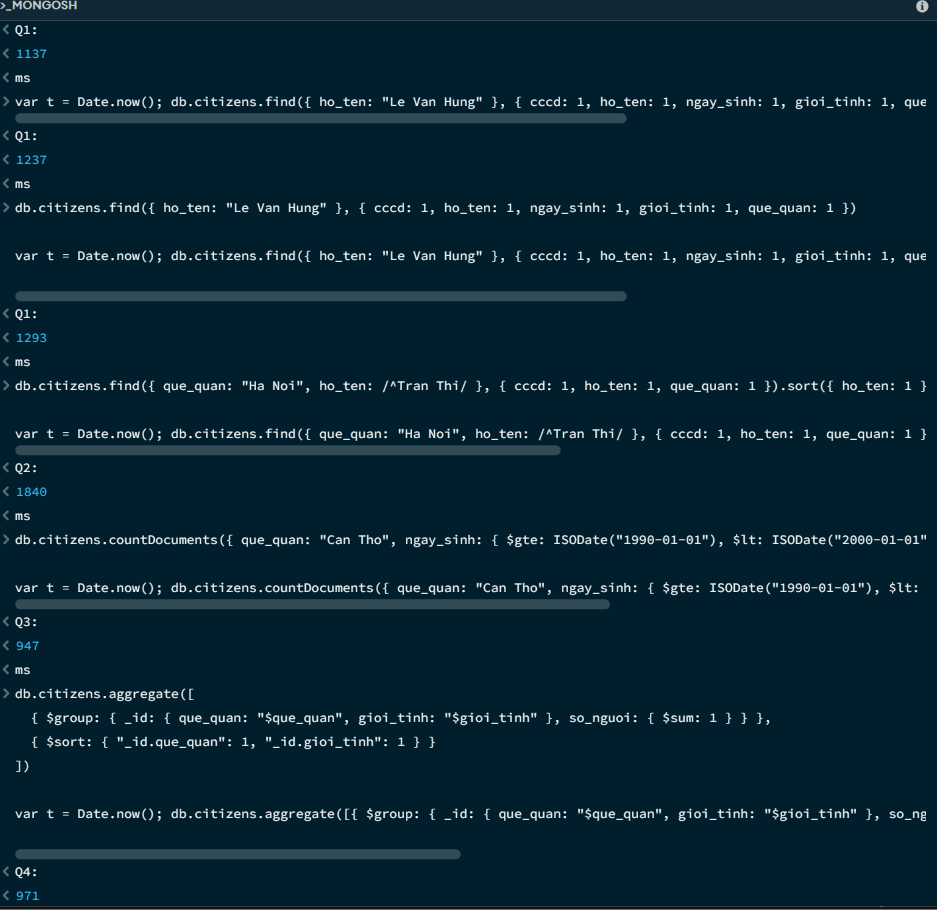 >_MONGOSH
Q1:
1137
ms
var t = Date.now(); db.citizens.find({ ho_ten: "Le Van Hung" }, { cccd: 1, ho_ten: 1, ngay_sinh: 1, gioi_tinh: 1, que
Q1:
1237
ms
db.citizens.find({ ho_ten: "Le Van Hung" }, { cccd: 1, ho_ten: 1, ngay_sinh: 1, gioi_tinh: 1, que_quan: 1 })
var t = Date.now(); db.citizens.find({ ho_ten: "Le Van Hung" }, { cccd: 1, ho_ten: 1, ngay_sinh: 1, gioi_tinh: 1, que
Q1:
1293
ms
db.citizens.find({ que_quan: "Ha Noi", ho_ten: /^Tran Thi/ }, { cccd: 1, ho_ten: 1, que_quan: 1 }).sort({ ho_ten: 1 }
var t = Date.now(); db.citizens.find({ que_quan: "Ha Noi", ho_ten: /^Tran Thi/ }, { cccd: 1, ho_ten: 1, que_quan: 1 }
Q2:
1840
ms
db.citizens.countDocuments({ que_quan: "Can Tho", ngay_sinh: { $gte: ISODate("1990-01-01"), $lt: ISODate("2000-01-01"
var t = Date.now(); db.citizens.countDocuments({ que_quan: "Can Tho", ngay_sinh: { $gte: ISODate("1990-01-01"), $lt:
Q3:
947
ms
db.citizens.aggregate([
{ $group: { _id: { que_quan: "$que_quan", gioi_tinh: "$gioi_tinh" }, so_nguoi: { $sum: 1 } } },
{ $sort: { "_id.que_quan": 1, "_id.gioi_tinh": 1 } }
])
var t = Date.now(); db.citizens.aggregate([{ $group: { _id: { que_quan: "$que_quan", gioi_tinh: "$gioi_tinh" }, so_ng
Q4:
971